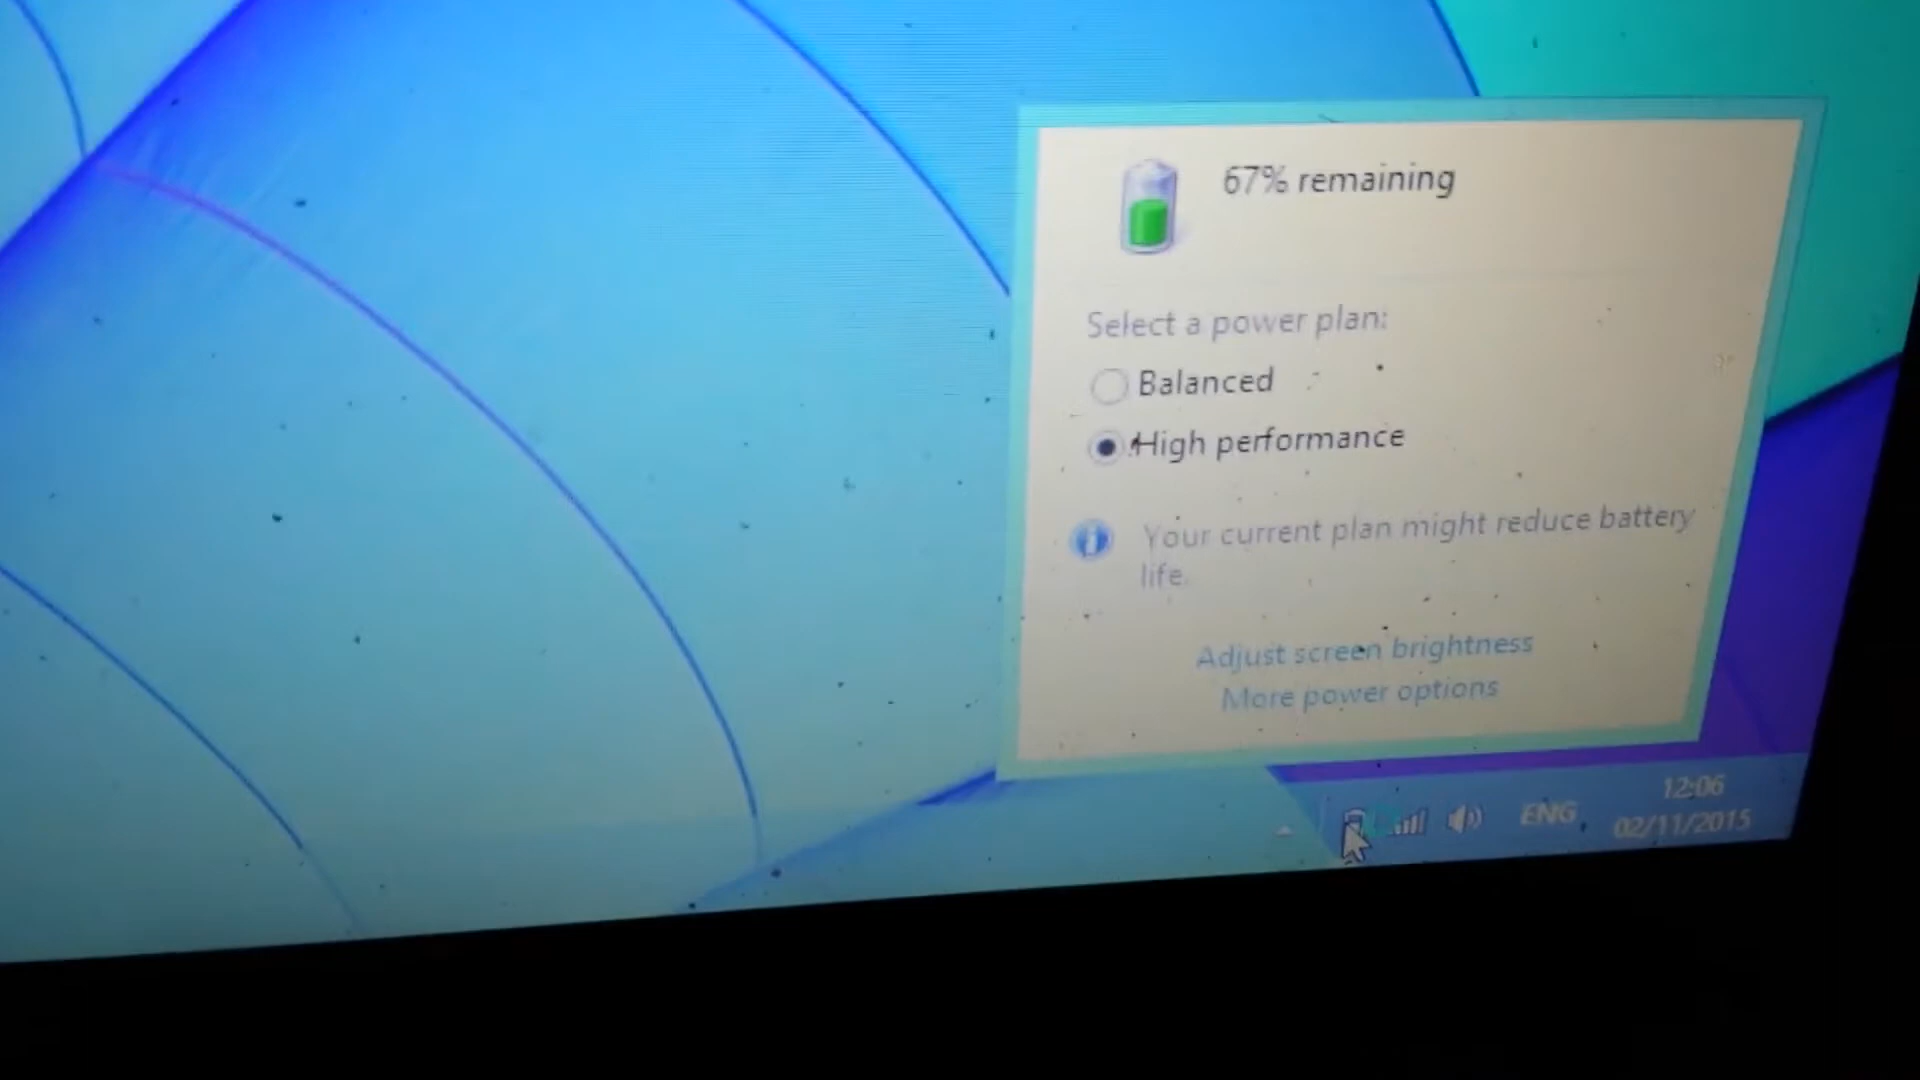 67% remaining
Select a power plan:
Balanced
High performance
Your current plan might reduce battery
life.
Adjust screen brightness
More power options
ENG
12:06
02/11/2015